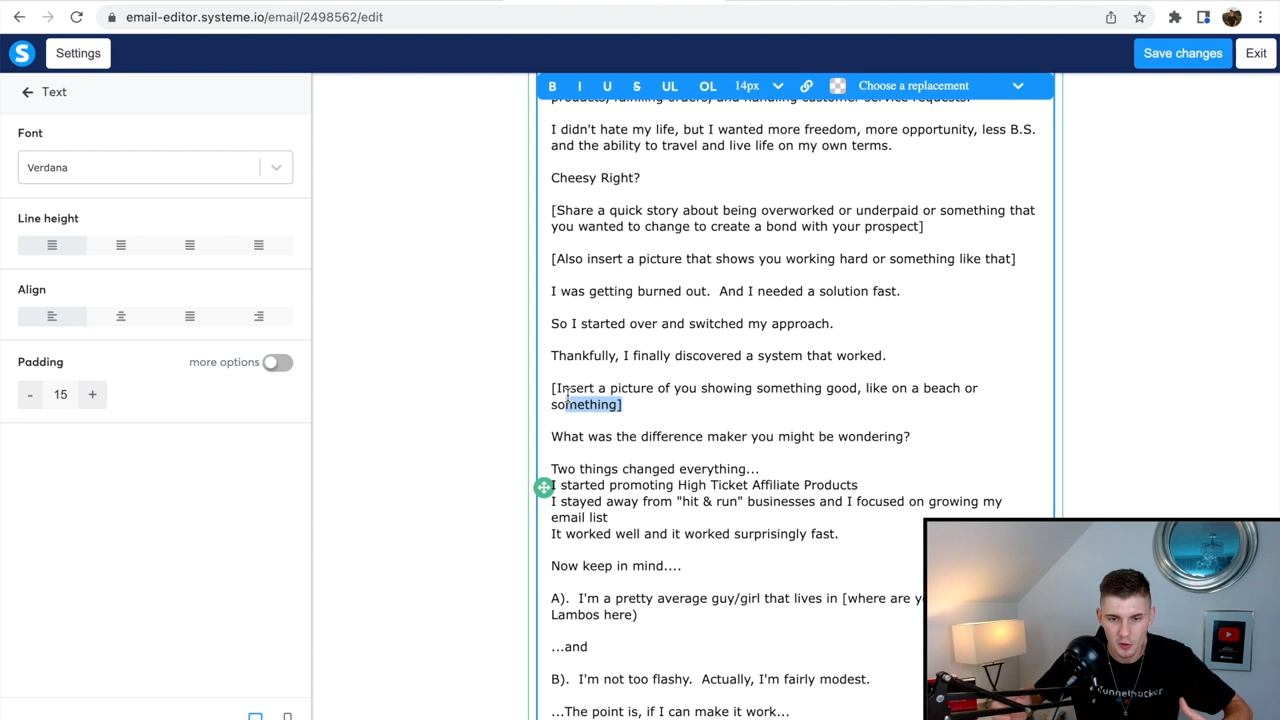 email-editor.systeme.io/email/2498562/edit
S
Settings
Save changes
Exit
Text
B I U S UL OL 14px Choose a replacement
Font
Verdana
Line height
Align
Padding
more options
- 15 +
products, fulfilling orders, and handling customer service requests.
I didn't hate my life, but I wanted more freedom, more opportunity, less B.S.
and the ability to travel and live life on my own terms.
Cheesy Right?
[Share a quick story about being overworked or underpaid or something that
you wanted to change to create a bond with your prospect]
[Also insert a picture that shows you working hard or something like that]
I was getting burned out.  And I needed a solution fast.
So I started over and switched my approach.
Thankfully, I finally discovered a system that worked.
[Insert a picture of you showing something good, like on a beach or
something]
What was the difference maker you might be wondering?
Two things changed everything...
I started promoting High Ticket Affiliate Products
I stayed away from "hit & run" businesses and I focused on growing my
email list
It worked well and it worked surprisingly fast.
Now keep in mind....
A).  I'm a pretty average guy/girl that lives in [where are
Lambos here)
...and
B).  I'm not too flashy.  Actually, I'm fairly modest.
...The point is, if I can make it work...
funnelhacker